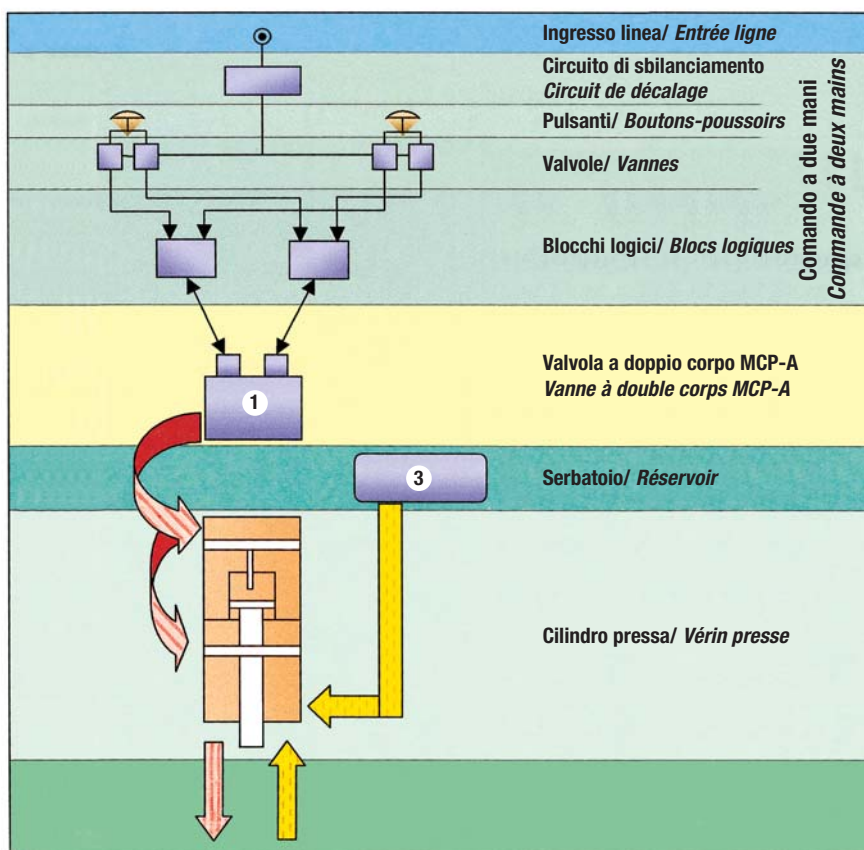 Ingresso linea/ Entrée ligne
Circuito di sbilanciamento
Circuit de décalage
Pulsanti/ Boutons-poussoirs
Valvole/ Vannes
Blocchi logici/ Blocs logiques
Comando a due mani
Commande à deux mains
Valvola a doppio corpo MCP-A
Vanne à double corps MCP-A
1
Serbatoio/ Réservoir
3
Cilindro pressa/ Vérin presse